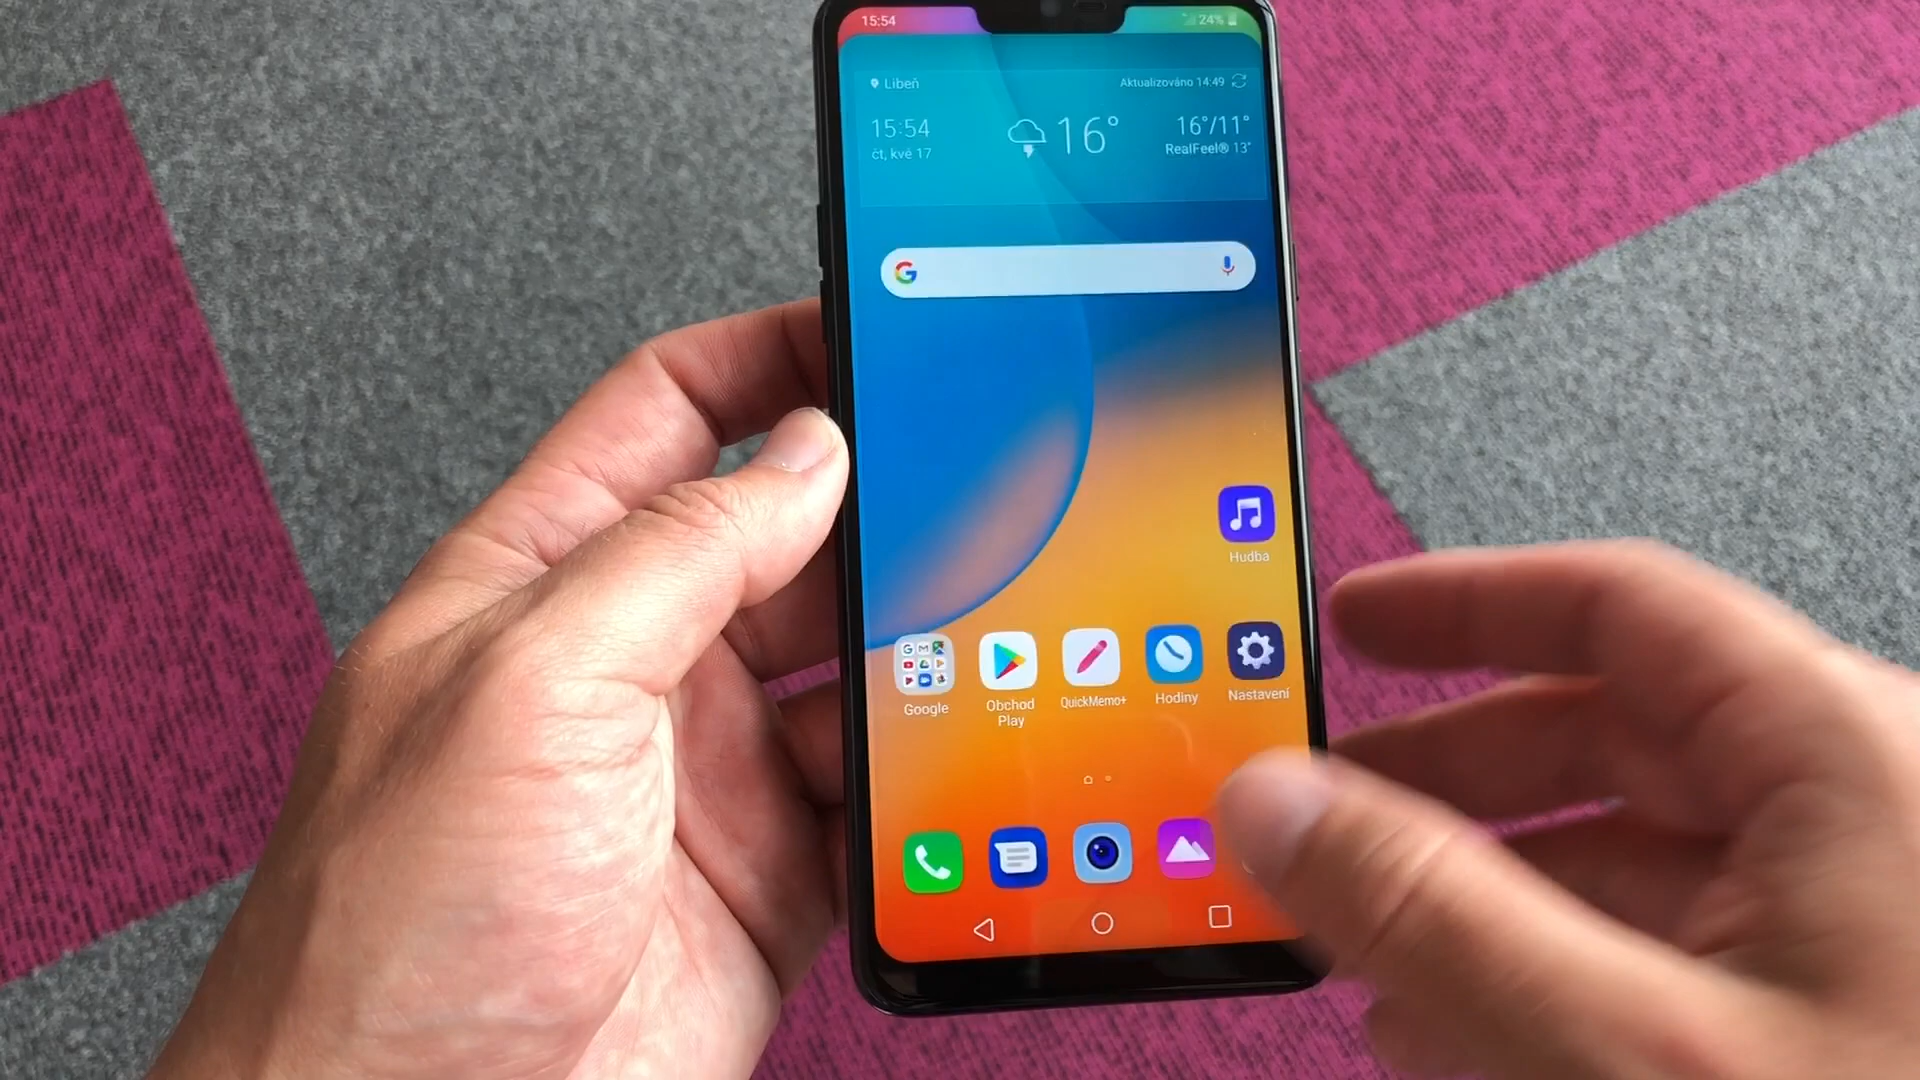 15:54
24%
Libeň
Aktualizováno 14:49
15:54
čt, kvě 17
16°
16°/11°
RealFeel® 13°
Hudba
Google
Obchod Play
QuickMemo+
Hodiny
Nastavení